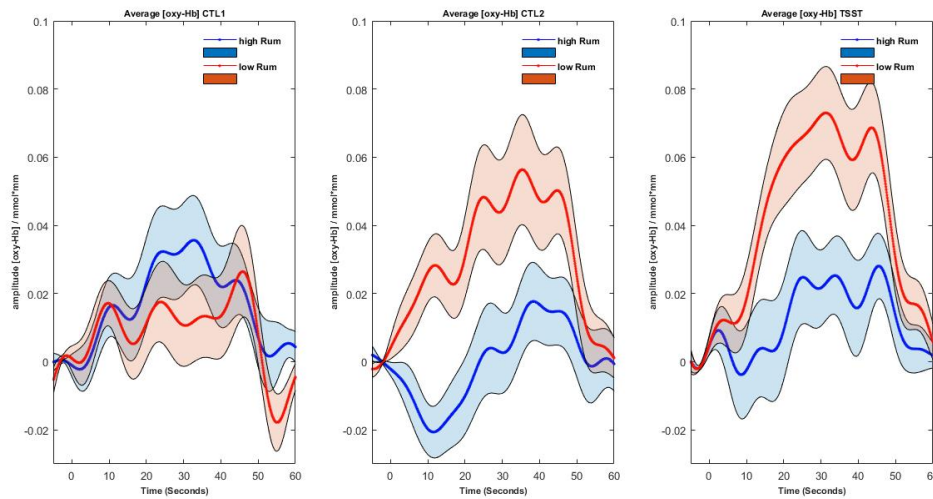 Average [oxy-Hb] CTL1
high Rum
low Rum
0.1
0.08
0.06
0.04
0.02
0
-0.02
amplitude [oxy-Hb] / mmol*mm
0 10 20 30 40 50 60
Time (Seconds)
Average [oxy-Hb] CTL2
high Rum
low Rum
0.1
0.08
0.06
0.04
0.02
0
-0.02
amplitude [oxy-Hb] / mmol*mm
0 10 20 30 40 50 60
Time (Seconds)
Average [oxy-Hb] TSST
high Rum
low Rum
0.1
0.08
0.06
0.04
0.02
0
-0.02
amplitude [oxy-Hb] / mmol*mm
0 10 20 30 40 50 60
Time (Seconds)